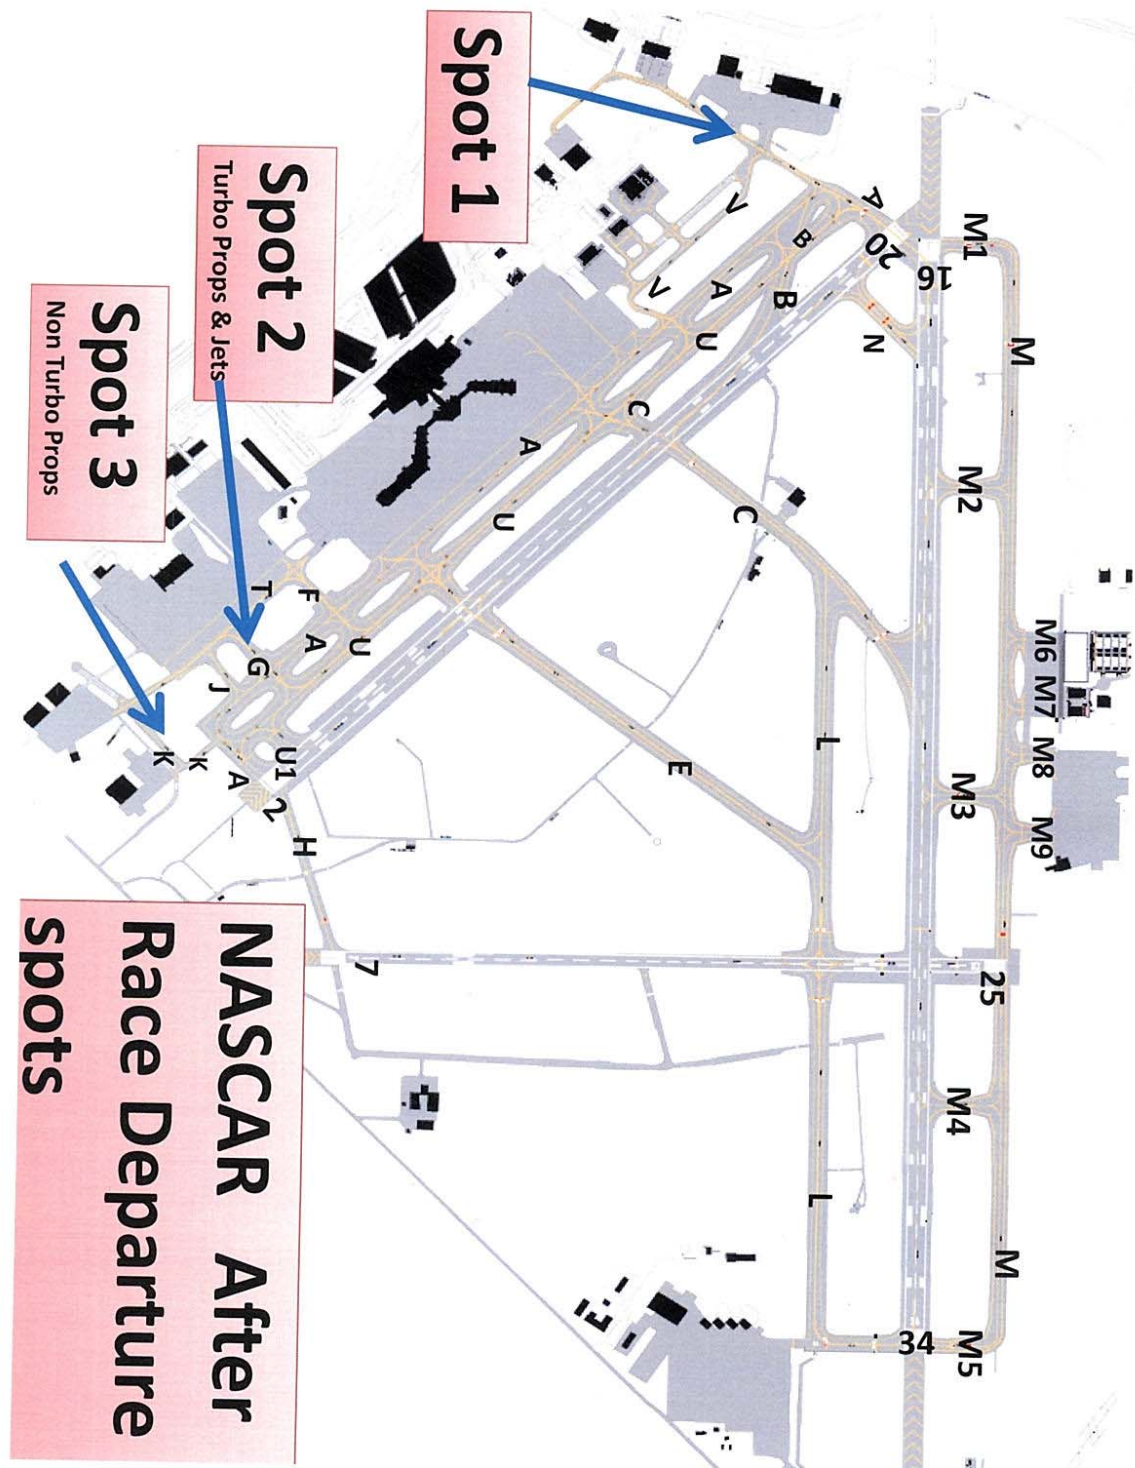 M6 M7 M8 M9
M
M
25
M1
M2
M3
M4
M5
16
34
A
20
N
L
L
B
B
C
V
A
E
U
V
C
A
U
Spot 1
7
U
A
F
H
U1
2
T
G
A
J
K
K
Spot 2
Turbo Props & Jets
Spot 3
Non Turbo Props
NASCAR After
Race Departure
spots